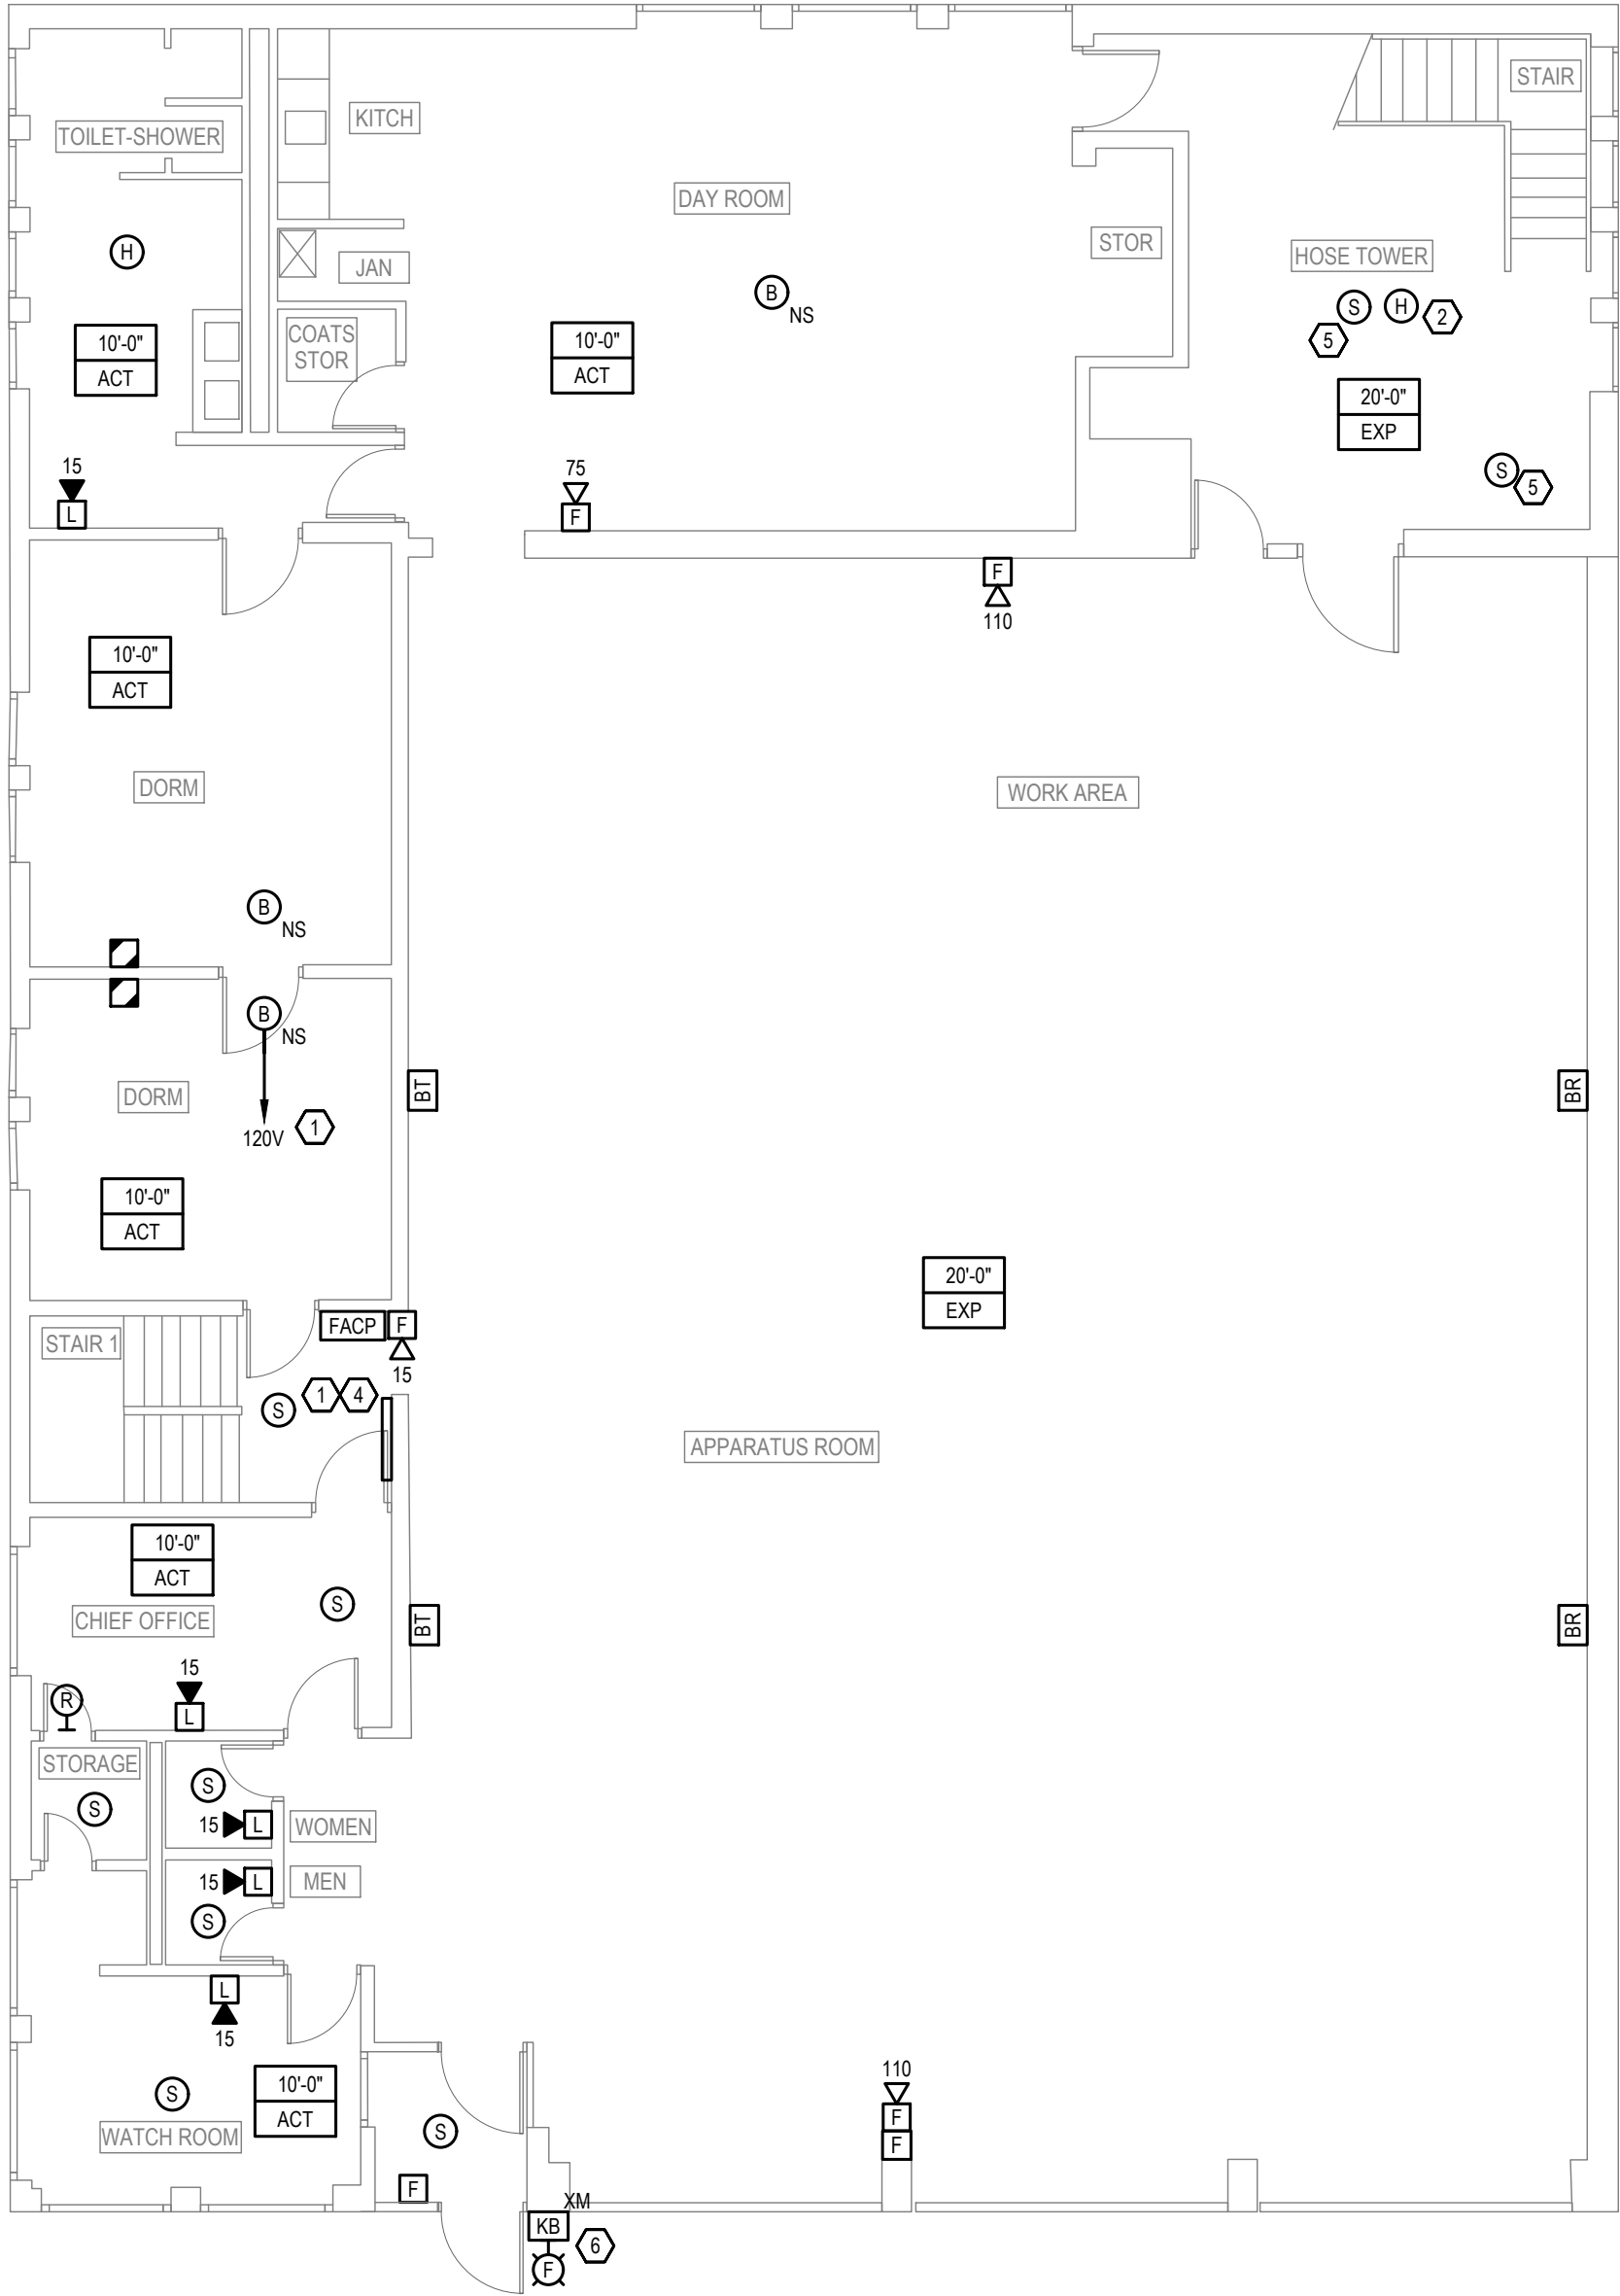 STAIR
KITCH
TOILET-SHOWER
DAY ROOM
STOR
HOSE TOWER
H
JAN
B
NS
S
H
2
5
10'-0"
ACT
COATS
STOR
10'-0"
ACT
20'-0"
EXP
15
L
75
F
S
5
F
110
10'-0"
ACT
DORM
WORK AREA
B
NS
B
NS
DORM
120V
1
BT
BR
10'-0"
ACT
20'-0"
EXP
STAIR 1
FACP
F
15
S
1
4
APPARATUS ROOM
10'-0"
ACT
CHIEF OFFICE
S
BT
BR
15
L
R
STORAGE
S
S
15
L
WOMEN
15
L
MEN
S
L
15
10'-0"
ACT
S
WATCH ROOM
S
110
F
F
F
XM
KB
6
F